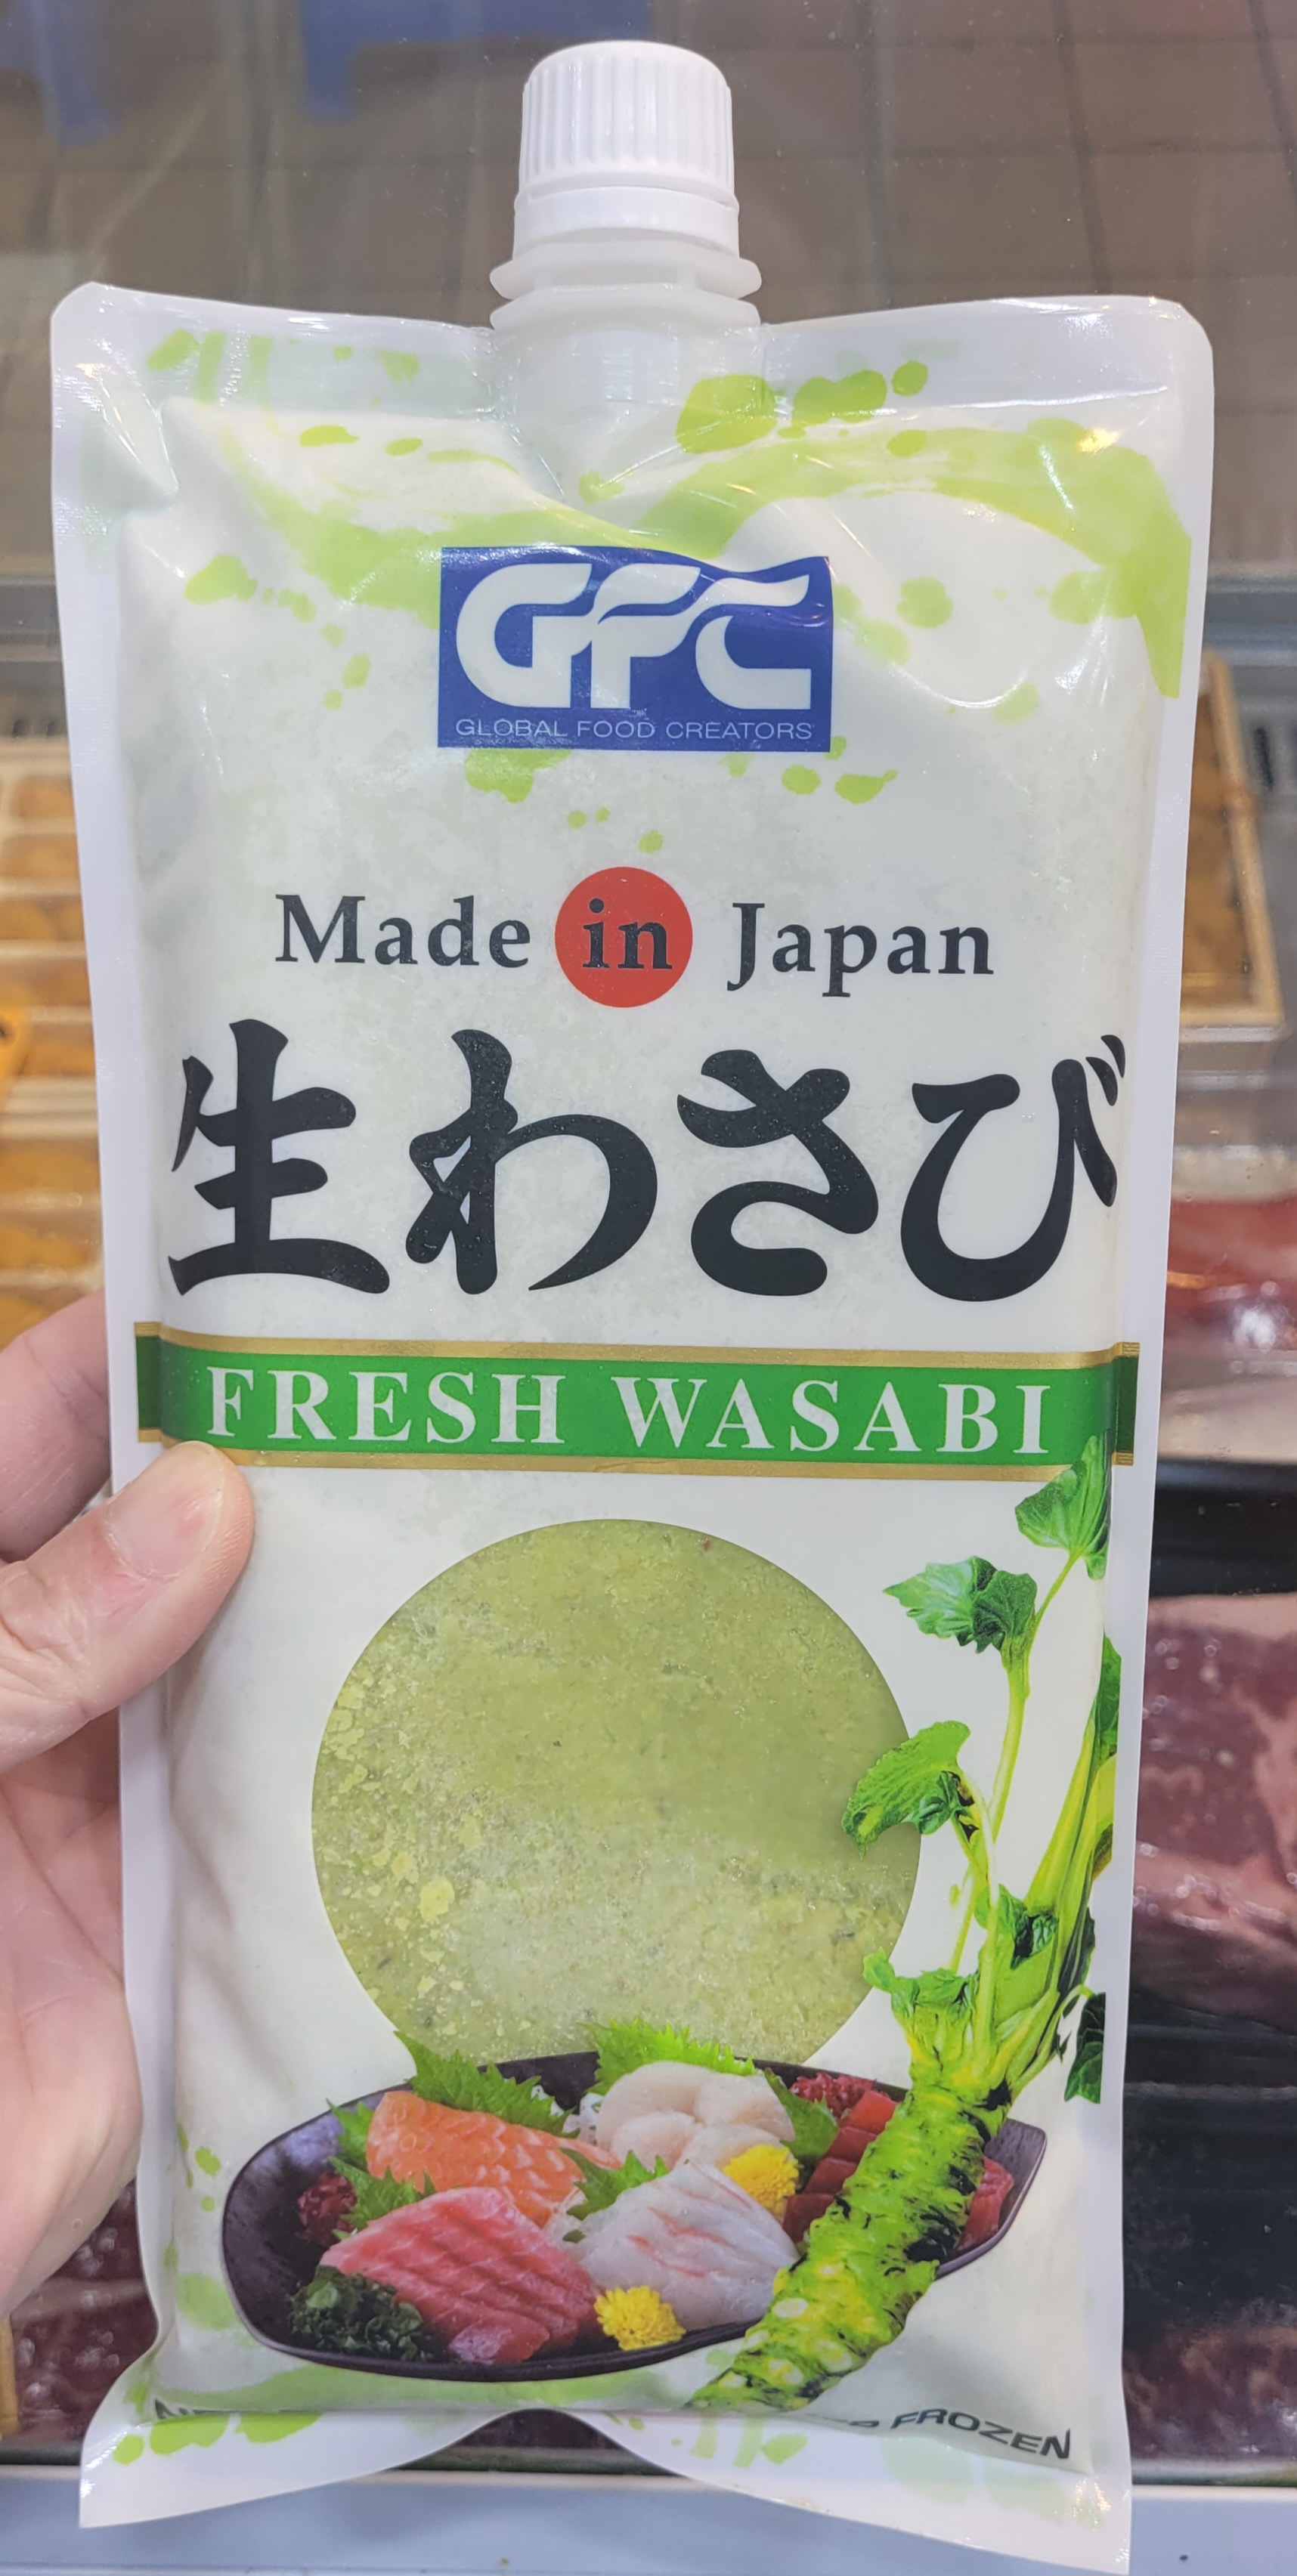 GFC
GLOBAL FOOD CREATORS
Made in Japan
生わさび
FRESH WASABI
FROZEN